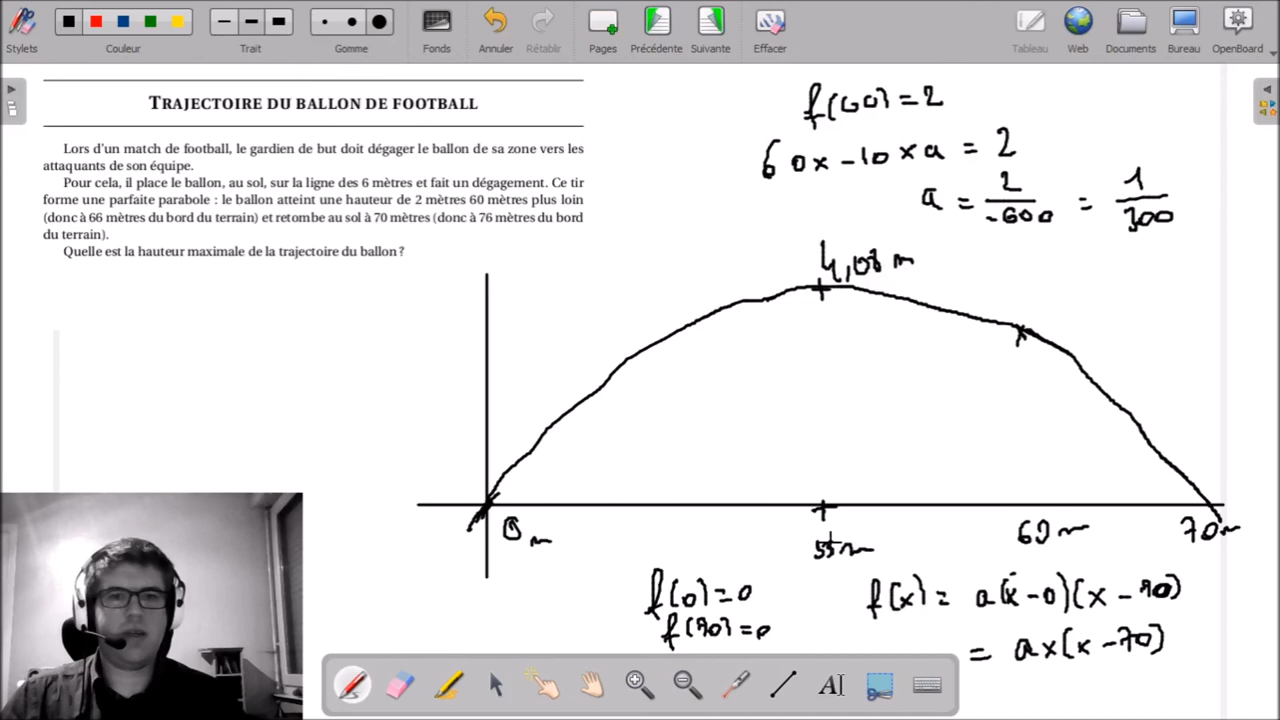 Stylets
Couleur
Trait
Gomme
Fonds
Annuler
Rétablir
Pages
Précédente
Suivante
Effacer
Tableau
Web
Documents
Bureau
OpenBoard
TRAJECTOIRE DU BALLON DE FOOTBALL
Lors d'un match de football, le gardien de but doit dégager le ballon de sa zone vers les
attaquants de son équipe.
Pour cela, il place le ballon, au sol, sur la ligne des 6 mètres et fait un dégagement. Ce tir
forme une parfaite parabole : le ballon atteint une hauteur de 2 mètres 60 mètres plus loin
(donc à 66 mètres du bord du terrain) et retombe au sol à 70 mètres (donc à 76 mètres du bord
du terrain).
Quelle est la hauteur maximale de la trajectoire du ballon ?
f(60) = 2
60 x -10 x a = 2
a = 2/-600 = 1/300
4,08 m
0 m
35 m
60 m
70 m
f(0) = 0
f(70) = 0
f(x) = a(x - 0)(x - 70)
= ax(x - 70)
AI